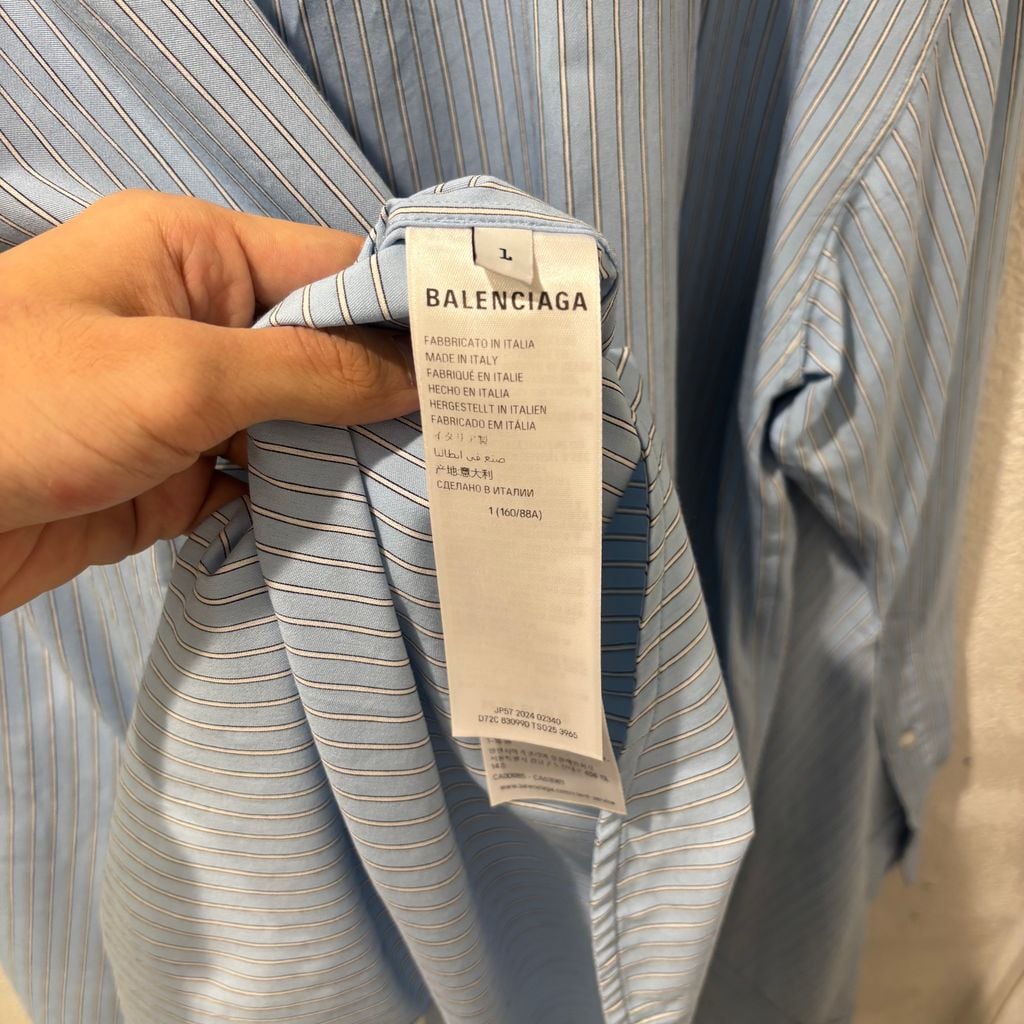 1
BALENCIAGA
FABBRICATO IN ITALIA
MADE IN ITALY
FABRIQUÉ EN ITALIE
HECHO EN ITALIA
HERGESTELLT IN ITALIEN
FABRICADO EM ITÁLIA
イタリア製
صنع في ايطاليا
产地:意大利
СДЕЛАНО В ИТАЛИИ
1 (160/88A)
JP57 2024 02340
D72C 83099D TS025 3965